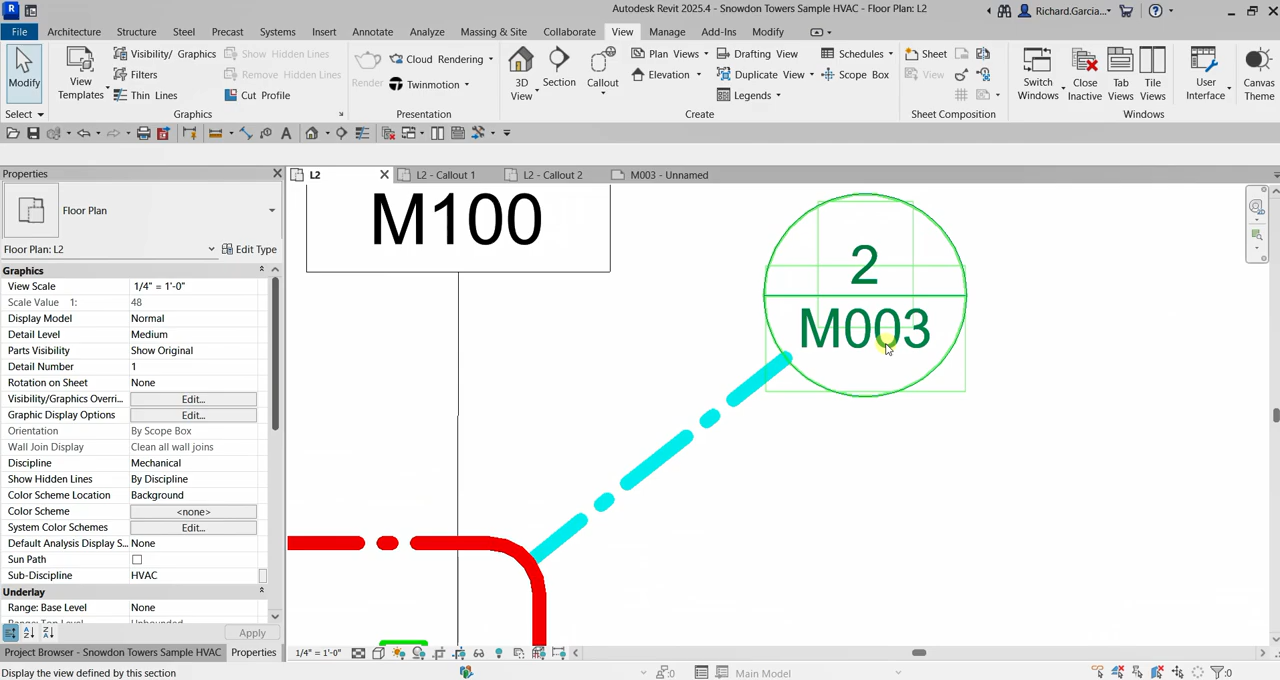 R
Autodesk Revit 2025.4 - Snowdon Towers Sample HVAC - Floor Plan: L2
Richard.Garcia...
File Architecture Structure Steel Precast Systems Insert Annotate Analyze Massing & Site Collaborate View Manage Add-Ins Modify
Modify
View Templates
Visibility/ Graphics
Filters
Thin Lines
Show Hidden Lines
Remove Hidden Lines
Cut Profile
Render
Cloud Rendering
Twinmotion
3D View
Section
Callout
Plan Views
Elevation
Drafting View
Duplicate View
Legends
Schedules
Scope Box
Sheet
View
Switch Windows
Close Inactive
Tab Views
Tile Views
User Interface
Canvas Theme
Select
Graphics
Presentation
Create
Sheet Composition
Windows
Properties
L2
L2 - Callout 1
L2 - Callout 2
M003 - Unnamed
Floor Plan
Floor Plan: L2
Edit Type
Graphics
View Scale 1/4" = 1'-0"
Scale Value 1: 48
Display Model Normal
Detail Level Medium
Parts Visibility Show Original
Detail Number 1
Rotation on Sheet None
Visibility/Graphics Overri... Edit...
Graphic Display Options Edit...
Orientation By Scope Box
Wall Join Display Clean all wall joins
Discipline Mechanical
Show Hidden Lines By Discipline
Color Scheme Location Background
Color Scheme <none>
System Color Schemes Edit...
Default Analysis Display S... None
Sun Path
Sub-Discipline HVAC
Underlay
Range: Base Level None
Apply
Project Browser - Snowdon Towers Sample HVAC
Properties
M100
2
M003
1/4" = 1'-0"
Display the view defined by this section
:0
Main Model
:0